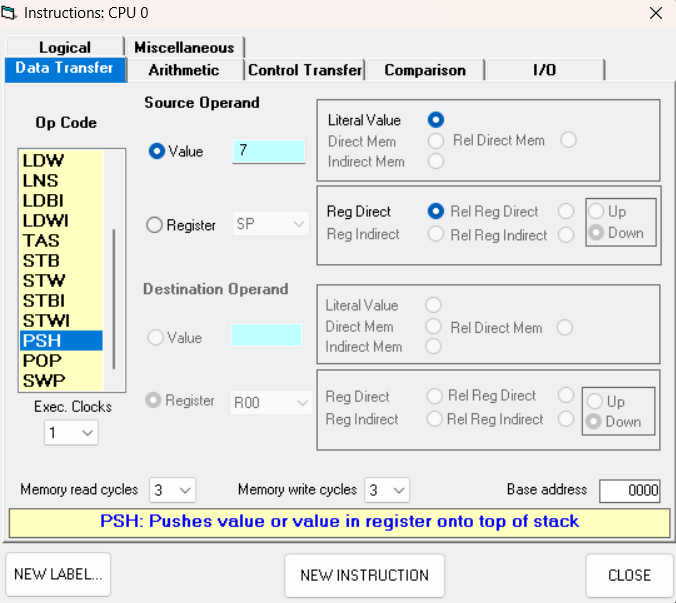 Instructions: CPU 0
Logical Miscellaneous
Data Transfer Arithmetic Control Transfer Comparison I/O
Source Operand
Op Code
LDW
LNS
LDBI
LDWI
TAS
STB
STW
STBI
STWI
PSH
POP
SWP
Exec. Clocks
1
Value 7
Literal Value
Direct Mem Rel Direct Mem
Indirect Mem
Register SP
Reg Direct Rel Reg Direct Up
Reg Indirect Rel Reg Indirect Down
Destination Operand
Value
Literal Value
Direct Mem Rel Direct Mem
Indirect Mem
Register R00
Reg Direct Rel Reg Direct Up
Reg Indirect Rel Reg Indirect Down
Memory read cycles 3 Memory write cycles 3 Base address 0000
PSH: Pushes value or value in register onto top of stack
NEW LABEL... NEW INSTRUCTION CLOSE